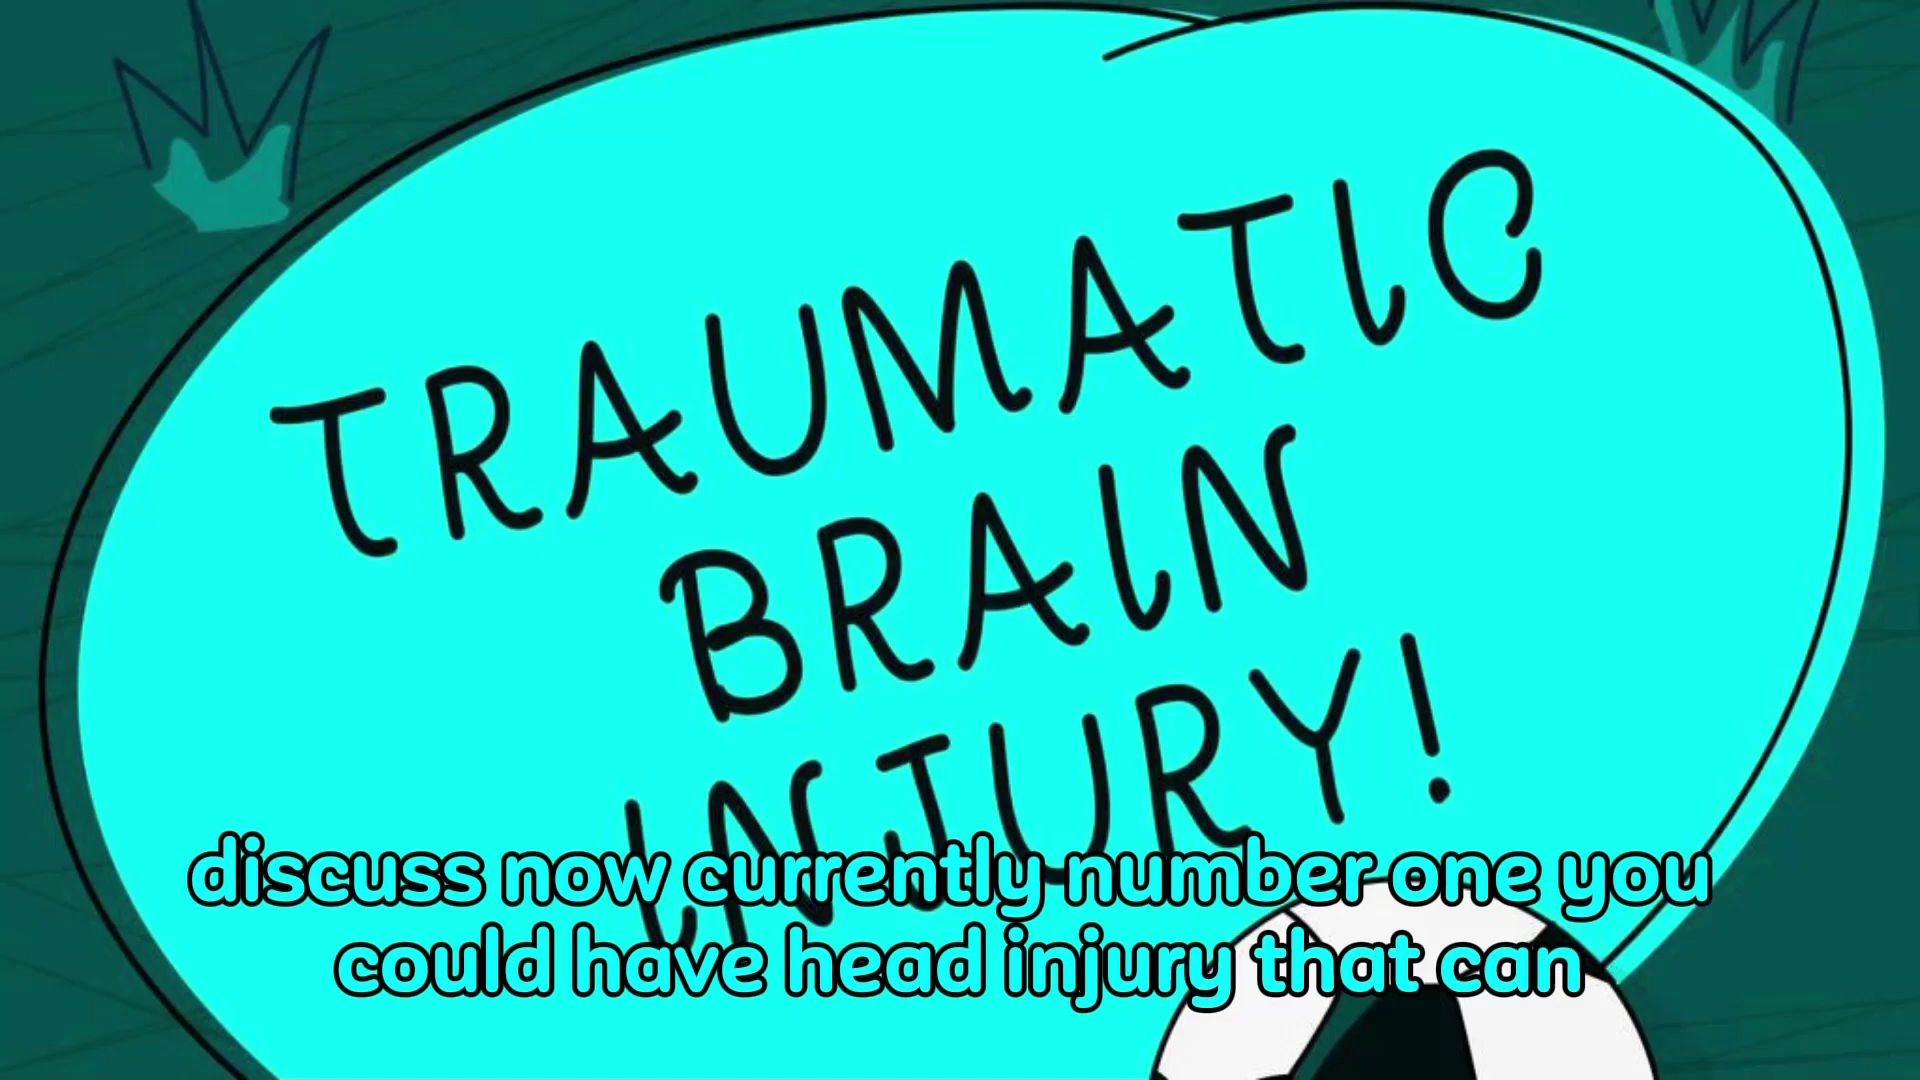 TRAUMATIC
BRAIN
INJURY!
discuss now currently number one you
could have head injury that can